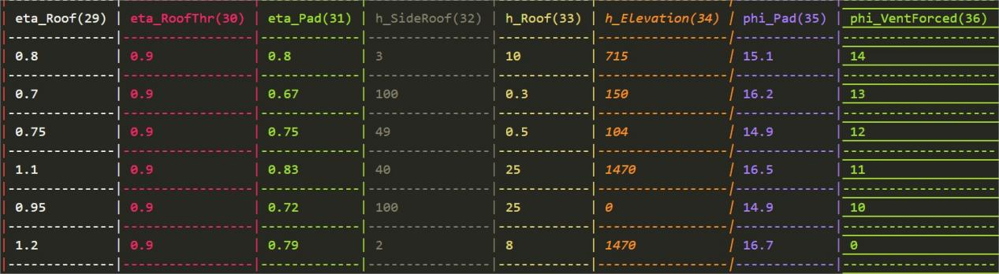 | eta_Roof(29) | eta_RoofThr(30) | eta_Pad(31) | h_SideRoof(32) | h_Roof(33) | h_Elevation(34) / phi_Pad(35) | phi_VentForced(36)
|--------------|-----------------|-------------|----------------|------------|-----------------/-------------|-------------------
| 0.8 | 0.9 | 0.8 | 3 | 10 | 715 / 15.1 | 14
|--------------|-----------------|-------------|----------------|------------|-----------------/-------------|-------------------
| 0.7 | 0.9 | 0.67 | 100 | 0.3 | 150 / 16.2 | 13
|--------------|-----------------|-------------|----------------|------------|-----------------/-------------|-------------------
| 0.75 | 0.9 | 0.75 | 49 | 0.5 | 104 / 14.9 | 12
|--------------|-----------------|-------------|----------------|------------|-----------------/-------------|-------------------
| 1.1 | 0.9 | 0.83 | 40 | 25 | 1470 / 16.5 | 11
|--------------|-----------------|-------------|----------------|------------|-----------------/-------------|-------------------
| 0.95 | 0.9 | 0.72 | 100 | 25 | 0 / 14.9 | 10
|--------------|-----------------|-------------|----------------|------------|-----------------/-------------|-------------------
| 1.2 | 0.9 | 0.79 | 2 | 8 | 1470 / 16.7 | 0
|--------------|-----------------|-------------|----------------|------------|-----------------/-------------|-------------------